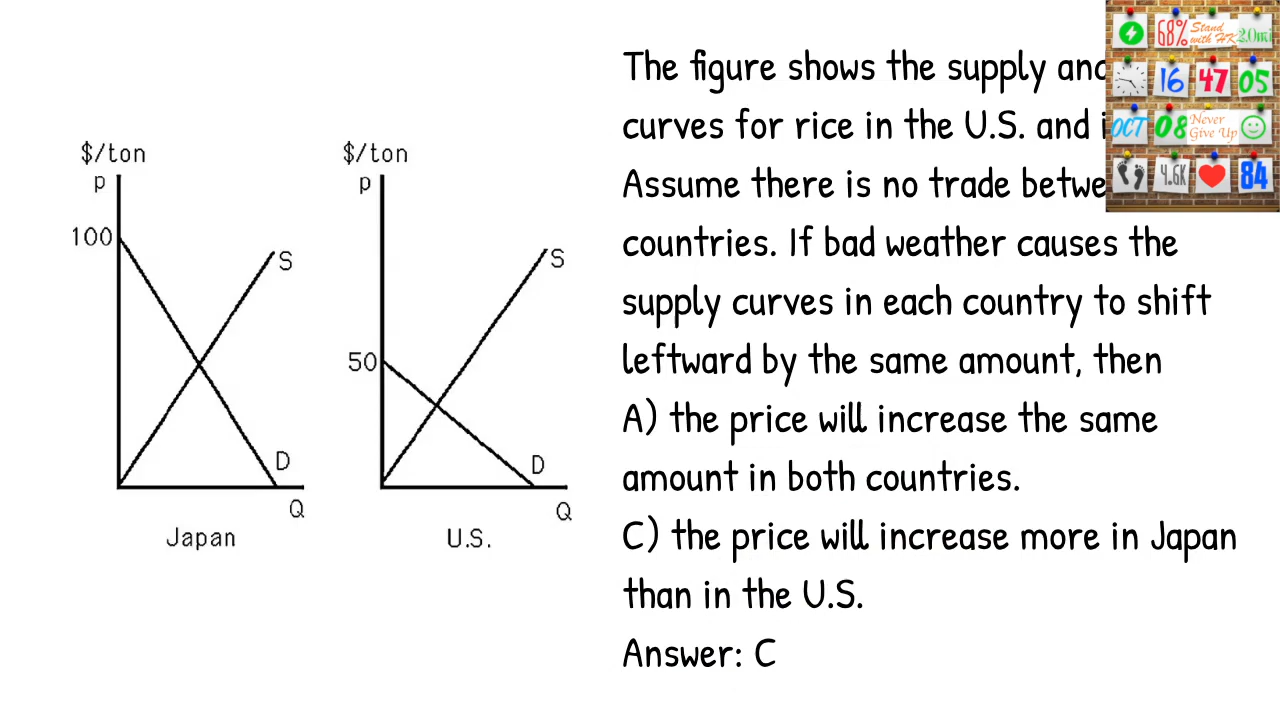 $/ton
p
100
S
D
Q
Japan
$/ton
p
50
S
D
Q
U.S.
The figure shows the supply and
curves for rice in the U.S. and
Assume there is no trade
countries. If bad weather causes the
supply curves in each country to shift
leftward by the same amount, then
A) the price will increase the same
amount in both countries.
C) the price will increase more in Japan
than in the U.S.
Answer: C
68% Stand with HK 2.0mi
16 47 05
OCT 08 Never Give Up
4.6K 84